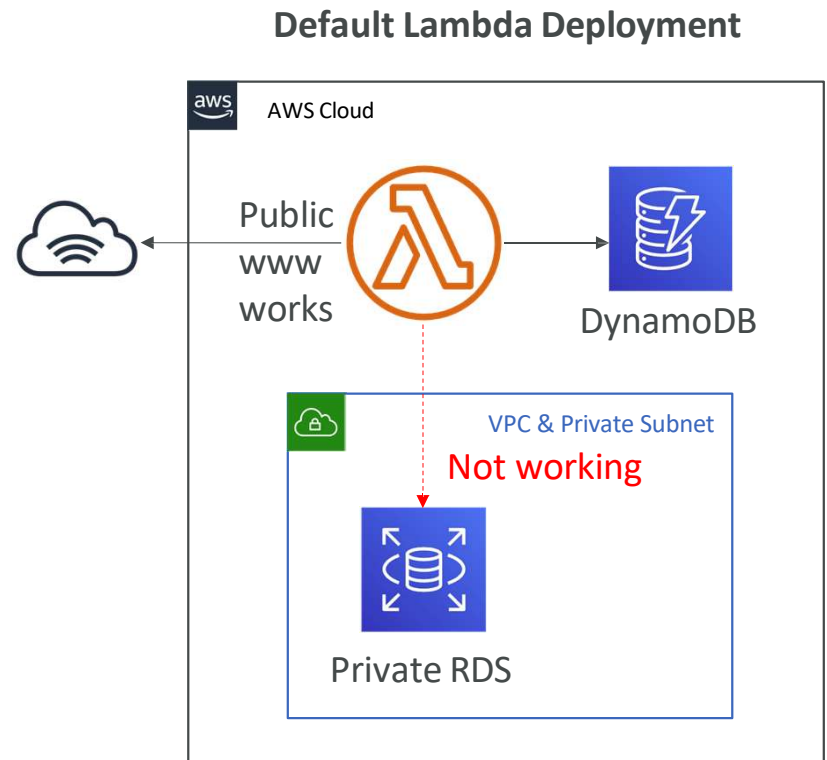 Default Lambda Deployment
aws
AWS Cloud
Public
www
works
DynamoDB
VPC & Private Subnet
Not working
Private RDS